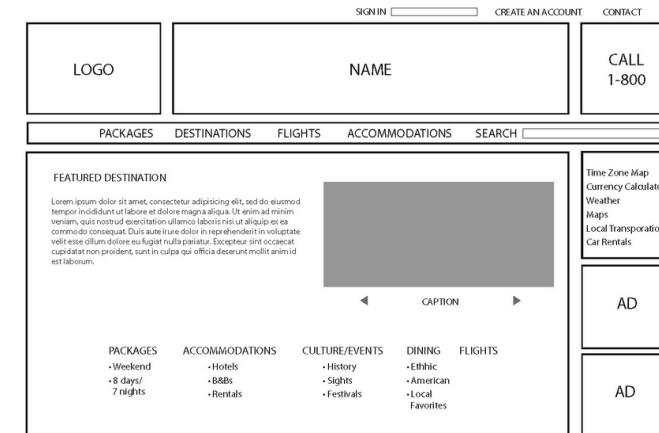 SIGN IN CREATE AN ACCOUNT CONTACT
LOGO
NAME
CALL
1-800
PACKAGES DESTINATIONS FLIGHTS ACCOMMODATIONS SEARCH
FEATURED DESTINATION
Lorem ipsum dolor sit amet, consectetur adipisicing elit, sed do eiusmod
tempor incididunt ut labore et dolore magna aliqua. Ut enim ad minim
veniam, quis nostrud exercitation ullamco laboris nisi ut aliquip ex ea
commodo consequat. Duis aute irure dolor in reprehenderit in voluptate
velit esse cillum dolore eu fugiat nulla pariatur. Excepteur sint occaecat
cupidatat non proident, sunt in culpa qui officia deserunt mollit anim id
est laborum.
CAPTION
PACKAGES
• Weekend
• 8 days/
7 nights
ACCOMMODATIONS
• Hotels
• B&Bs
• Rentals
CULTURE/EVENTS
• History
• Sights
• Festivals
DINING
• Ethhic
• American
• Local
Favorites
FLIGHTS
Time Zone Map
Currency Calculate
Weather
Maps
Local Transporatio
Car Rentals
AD
AD